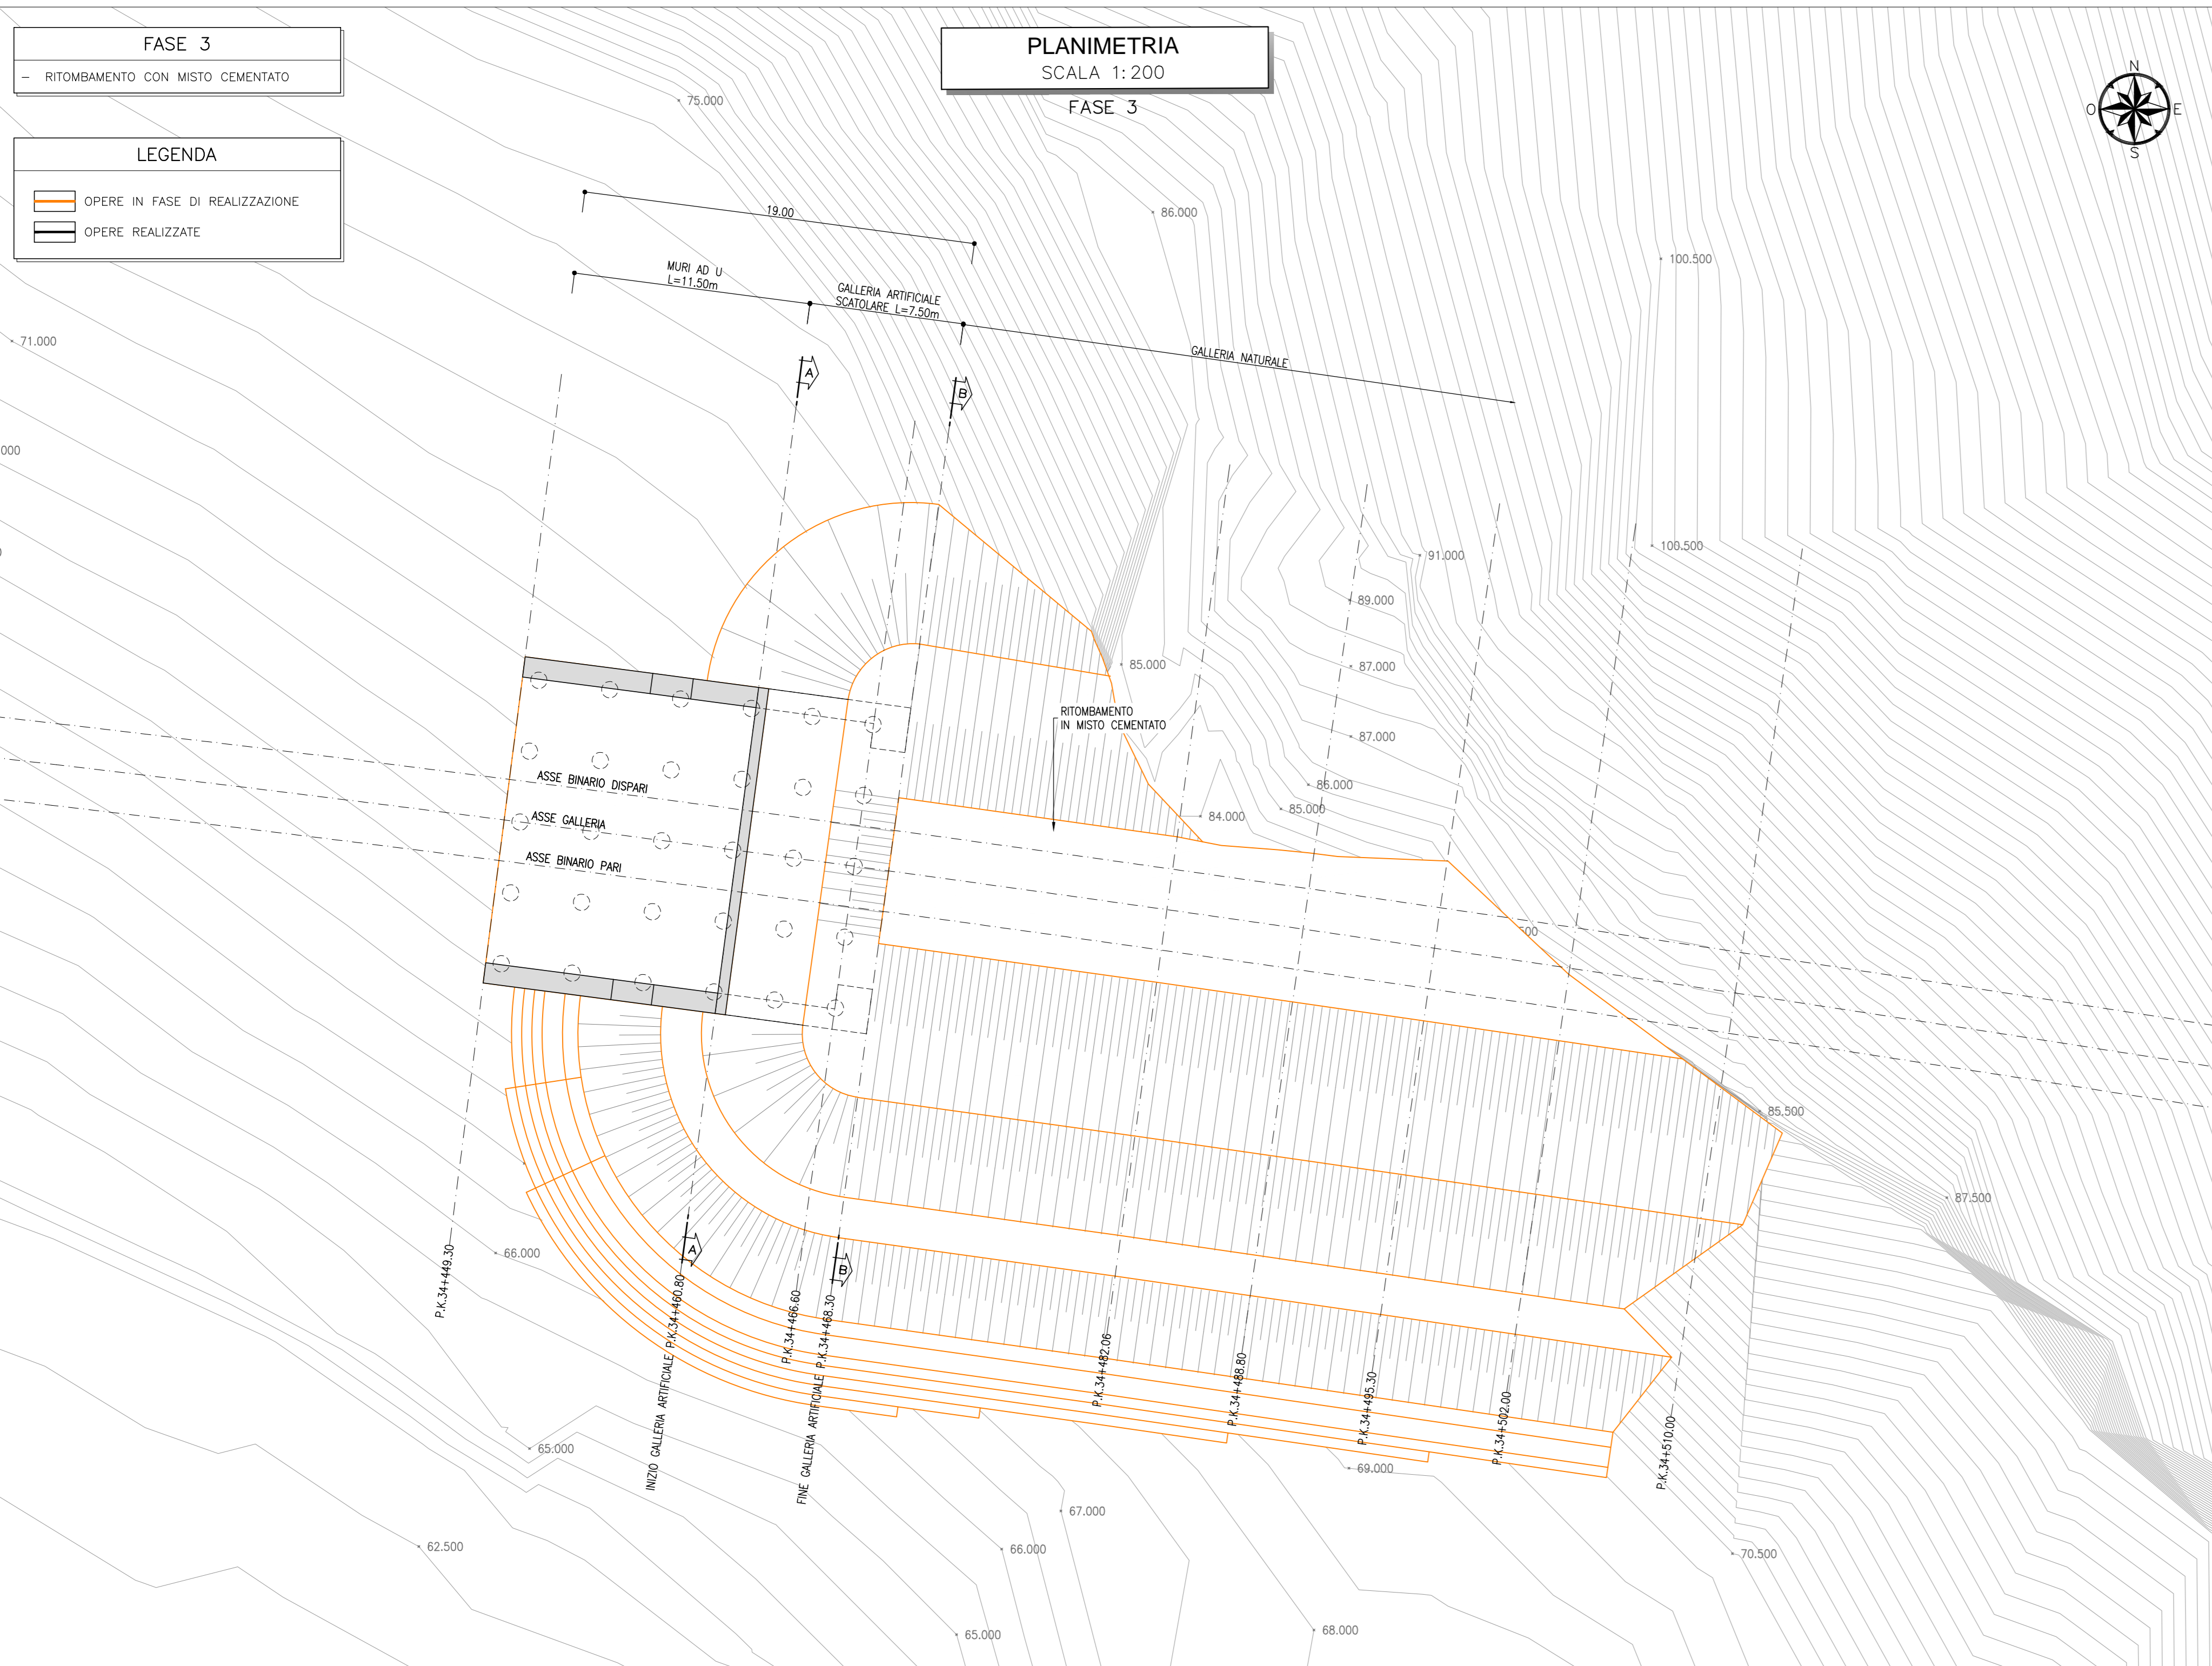 FASE 3
– RITOMBAMENTO CON MISTO CEMENTATO
LEGENDA
OPERE IN FASE DI REALIZZAZIONE
OPERE REALIZZATE
PLANIMETRIA
SCALA 1:200
FASE 3
N
O
E
S
75.000
86.000
100.500
71.000
19.00
MURI AD U
L=11.50m
GALLERIA ARTIFICIALE
SCATOLARE L=7.50m
GALLERIA NATURALE
A
B
000
0
100.500
91.000
89.000
87.000
85.000
RITOMBAMENTO
IN MISTO CEMENTATO
87.000
86.000
85.000
84.000
ASSE BINARIO DISPARI
ASSE GALLERIA
ASSE BINARIO PARI
500
85.500
87.500
66.000
A
B
P.K.34+449.30
INIZIO GALLERIA ARTIFICIALE P.K.34+460.80
P.K.34+466.60
FINE GALLERIA ARTIFICIALE P.K.34+468.30
P.K.34+482.06
P.K.34+488.80
P.K.34+495.30
P.K.34+502.00
P.K.34+510.00
65.000
69.000
67.000
62.500
66.000
70.500
65.000
68.000